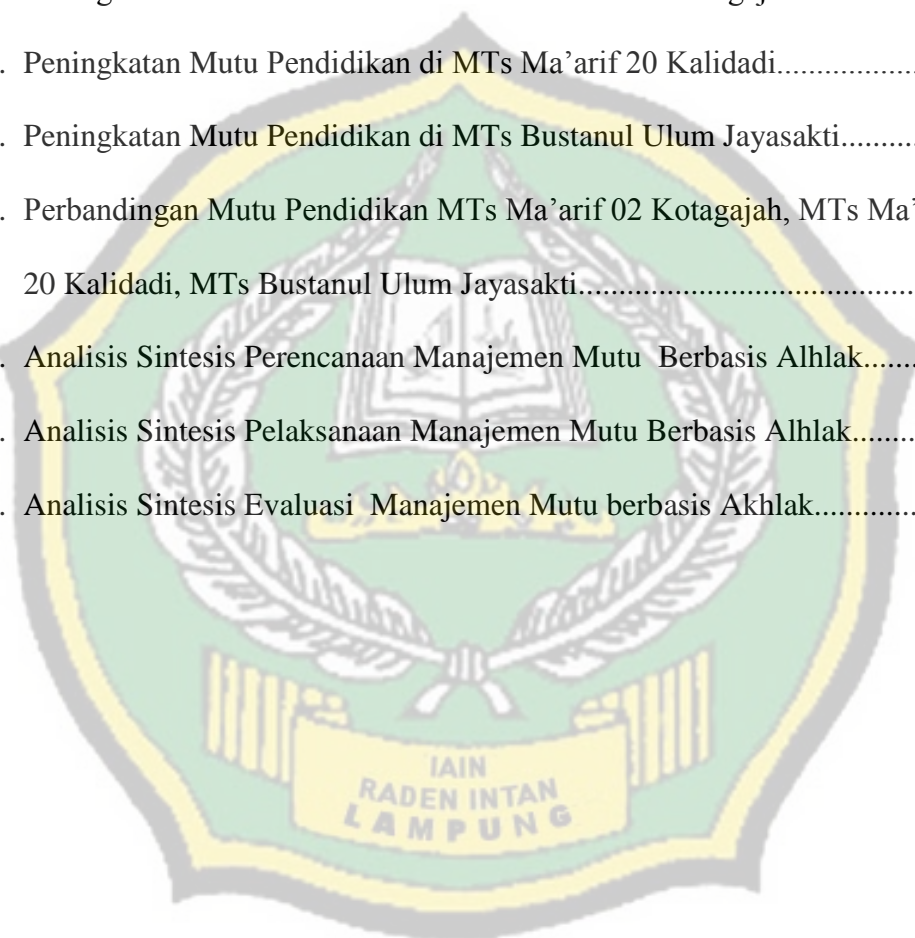 . Peningkatan Mutu Pendidikan di MTs Ma’arif 20 Kalidadi..................
. Peningkatan Mutu Pendidikan di MTs Bustanul Ulum Jayasakti..........
. Perbandingan Mutu Pendidikan MTs Ma’arif 02 Kotagajah, MTs Ma’
20 Kalidadi, MTs Bustanul Ulum Jayasakti..........................................
. Analisis Sintesis Perencanaan Manajemen Mutu Berbasis Alhlak.......
. Analisis Sintesis Pelaksanaan Manajemen Mutu Berbasis Alhlak........
. Analisis Sintesis Evaluasi Manajemen Mutu berbasis Akhlak.............
IAIN
RADEN INTAN
LAMPUNG